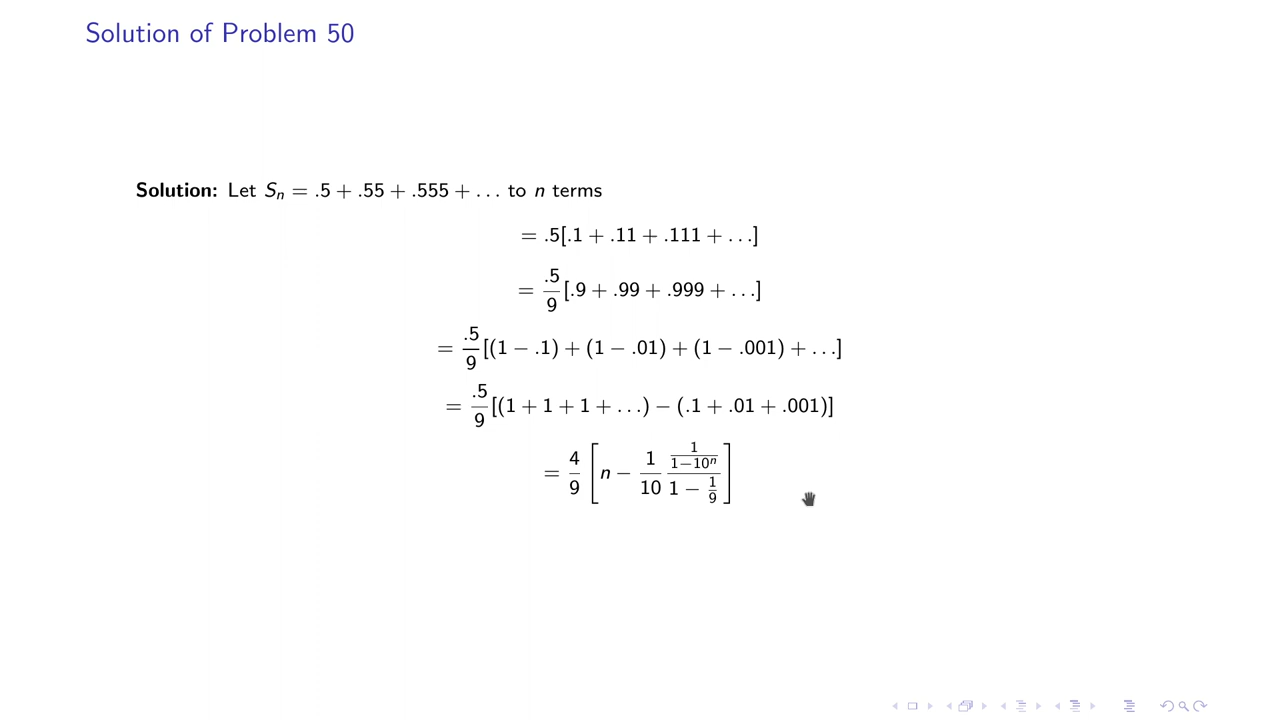 Solution of Problem 50
Solution: Let Sₙ = .5 + .55 + .555 + . . . to n terms
= .5[.1 + .11 + .111 + . . .]
= .5/9 [.9 + .99 + .999 + . . .]
= .5/9 [(1 − .1) + (1 − .01) + (1 − .001) + . . .]
= .5/9 [(1 + 1 + 1 + . . .) − (.1 + .01 + .001)]
= 4/9 [n − 1/10 (1/(1−10ⁿ))/(1 − 1/9)]